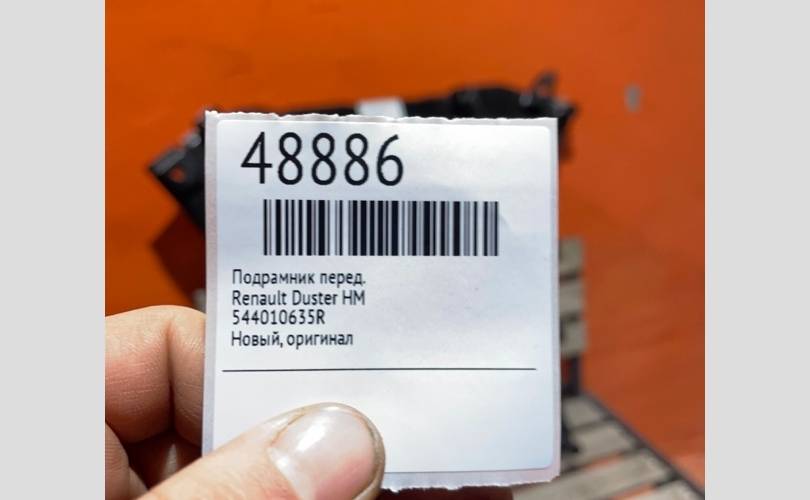 48886
Подрамник перед.
Renault Duster HM
544010635R
Новый, оригинал